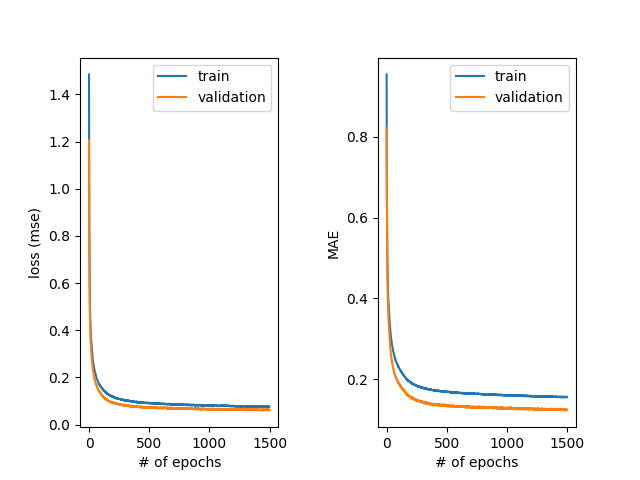 train
validation
1.4
1.2
1.0
0.8
0.6
0.4
0.2
0.0
loss (mse)
0 500 1000 1500
# of epochs
train
validation
0.8
0.6
0.4
0.2
MAE
0 500 1000 1500
# of epochs